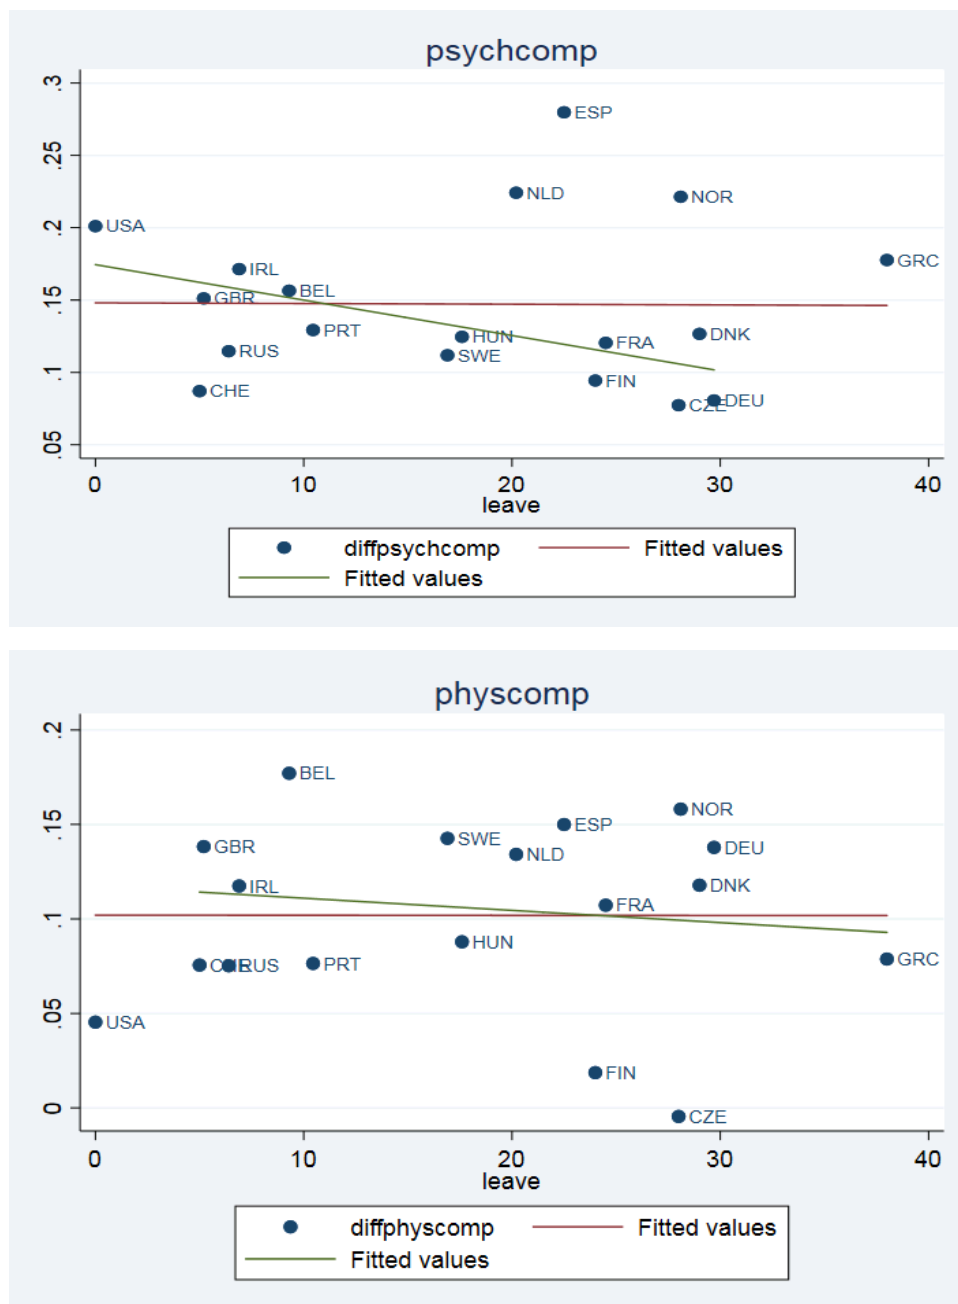 psychcomp
.3
.25
.2
.15
.1
.05
ESP
NLD
NOR
USA
GRC
IRL
BEL
GBR
PRT
HUN
FRA
DNK
RUS
SWE
FIN
CHE
CZE
DEU
0 10 20 30 40
leave
diffpsychcomp Fitted values
Fitted values
physcomp
.2
.15
.1
.05
0
BEL
NOR
ESP
SWE
GBR
NLD
DEU
IRL
DNK
FRA
HUN
CHE
RUS
PRT
GRC
USA
FIN
CZE
0 10 20 30 40
leave
diffphyscomp Fitted values
Fitted values